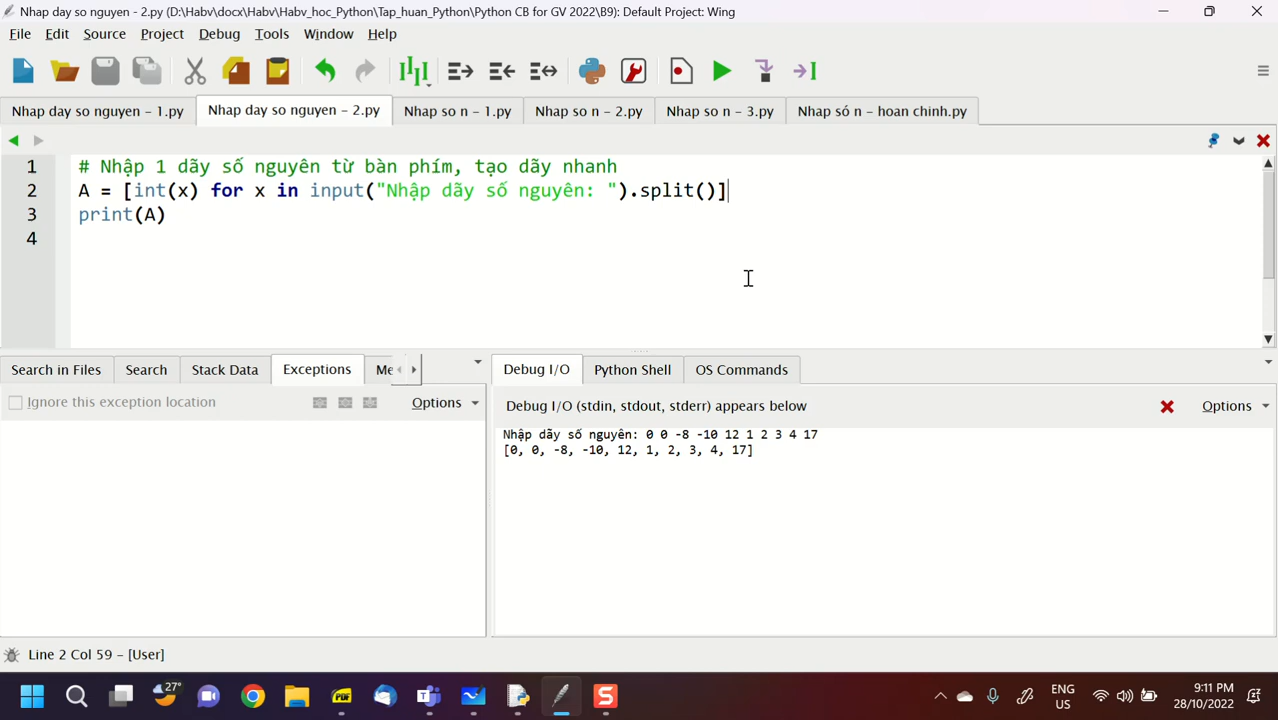 Nhap day so nguyen - 2.py (D:\Habv\docx\Habv\Habv_hoc_Python\Tap_huan_Python\Python CB for GV 2022\B9): Default Project: Wing
File Edit Source Project Debug Tools Window Help
Nhap day so nguyen - 1.py Nhap day so nguyen - 2.py Nhap so n - 1.py Nhap so n - 2.py Nhap so n - 3.py Nhap só n - hoan chinh.py
1 # Nhập 1 dãy số nguyên từ bàn phím, tạo dãy nhanh
2 A = [int(x) for x in input("Nhập dãy số nguyên: ").split()]
3 print(A)
4
Search in Files Search Stack Data Exceptions Me
Debug I/O Python Shell OS Commands
Ignore this exception location Options
Debug I/O (stdin, stdout, stderr) appears below Options
Nhập dãy số nguyên: 0 0 -8 -10 12 1 2 3 4 17
[0, 0, -8, -10, 12, 1, 2, 3, 4, 17]
Line 2 Col 59 - [User]
27°
PDF
S
ENG
US
9:11 PM
28/10/2022